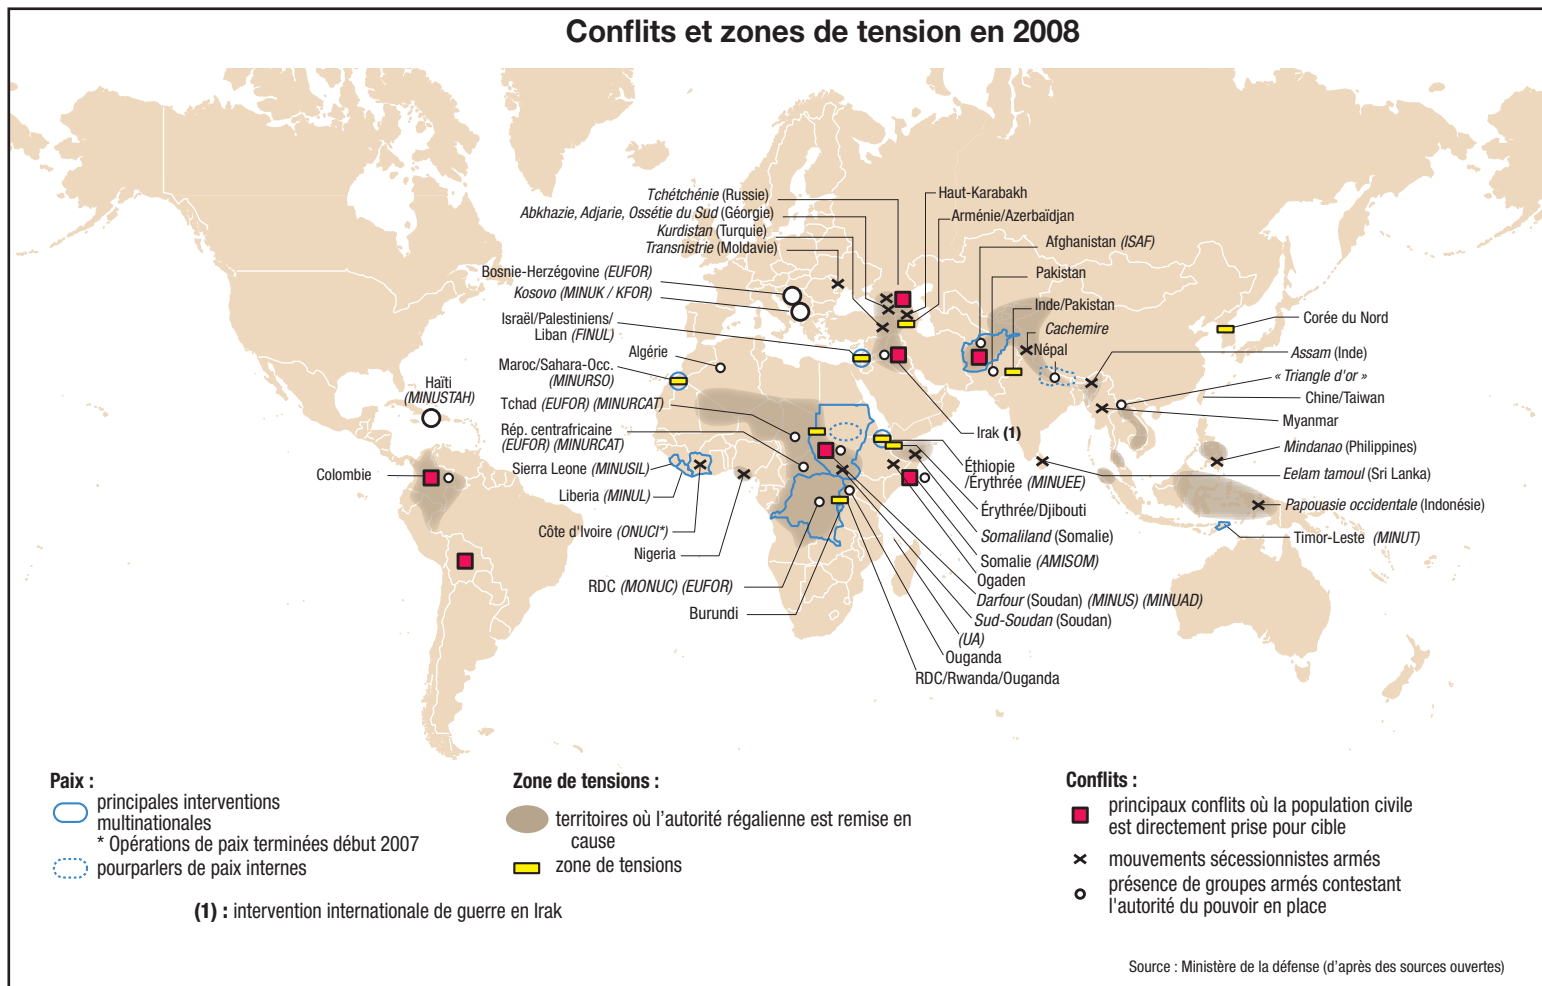 Conflits et zones de tension en 2008
Tchétchénie (Russie)
Abkhazie, Adjarie, Ossétie du Sud (Géorgie)
Kurdistan (Turquie)
Transnistrie (Moldavie)
Bosnie-Herzégovine (EUFOR)
Kosovo (MINUK / KFOR)
Israël/Palestiniens/
Liban (FINUL)
Algérie
Maroc/Sahara-Occ.
(MINURSO)
Haïti
(MINUSTAH)
Tchad (EUFOR) (MINURCAT)
Rép. centrafricaine
(EUFOR) (MINURCAT)
Colombie
Sierra Leone (MINUSIL)
Liberia (MINUL)
Côte d'Ivoire (ONUCI*)
Nigeria
RDC (MONUC) (EUFOR)
Burundi
Haut-Karabakh
Arménie/Azerbaïdjan
Afghanistan (ISAF)
Pakistan
Inde/Pakistan
Cachemire
Népal
Corée du Nord
Assam (Inde)
« Triangle d'or »
Chine/Taiwan
Myanmar
Mindanao (Philippines)
Eelam tamoul (Sri Lanka)
Papouasie occidentale (Indonésie)
Timor-Leste (MINUT)
Irak (1)
Éthiopie
/Érythrée (MINUEE)
Érythrée/Djibouti
Somaliland (Somalie)
Somalie (AMISOM)
Ogaden
Darfour (Soudan) (MINUS) (MINUAD)
Sud-Soudan (Soudan)
(UA)
Ouganda
RDC/Rwanda/Ouganda
Paix :
principales interventions
multinationales
* Opérations de paix terminées début 2007
pourparlers de paix internes
(1) : intervention internationale de guerre en Irak
Zone de tensions :
territoires où l'autorité régalienne est remise en
cause
zone de tensions
Conflits :
principaux conflits où la population civile
est directement prise pour cible
mouvements sécessionnistes armés
présence de groupes armés contestant
l'autorité du pouvoir en place
Source : Ministère de la défense (d'après des sources ouvertes)